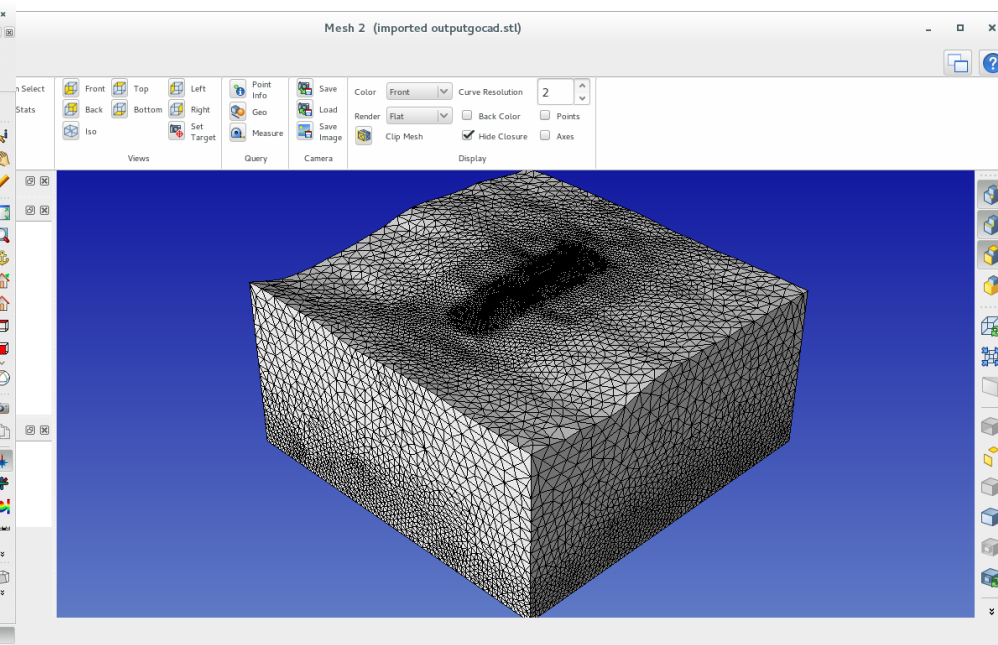 Mesh 2 (imported outputgocad.stl)
n Select
Stats
Front
Top
Left
Back
Bottom
Right
Iso
Set
Target
Views
Point
Info
Geo
Measure
Query
Save
Load
Save
Image
Camera
Color
Front
Curve Resolution
2
Render
Flat
Back Color
Points
Clip Mesh
Hide Closure
Axes
Display